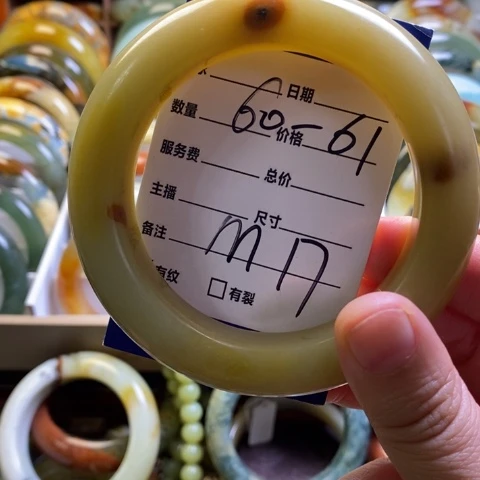 日期
数量 60-61 价格
服务费 总价
主播 尺寸
备注 M
有纹 有裂